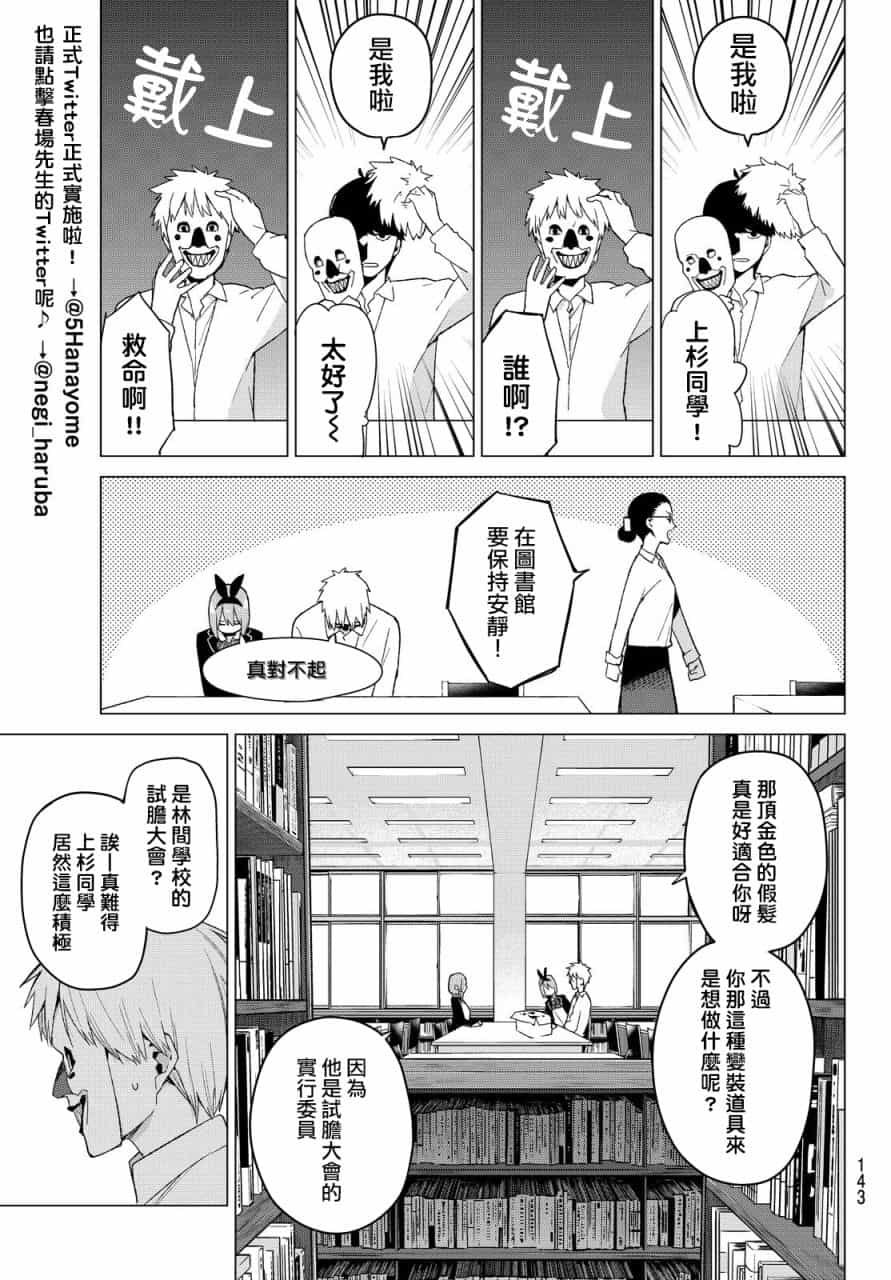 是我啦
上杉同學！
上
戴
誰啊！？
是我啦
太好了～
上
戴
救命啊！！
正式Twitter正式實施啦！ →@5Hanayome
也請點擊春場先生的Twitter呢♪ →@negi_haruba
在圖書館
要保持安靜！
真對不起
那頂金色的假髮
真是好適合你呀
不過
你那這種變裝道具來
是想做什麼呢？
因為
他是試膽大會的
實行委員
是林間學校的
試膽大會？
誒—真難得
上杉同學
居然這麼積極
143